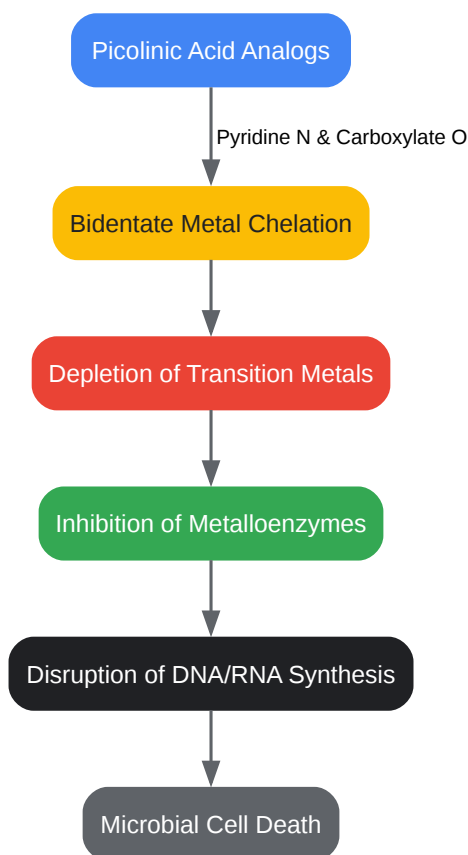 Picolinic Acid Analogs
Pyridine N & Carboxylate O
Bidentate Metal Chelation
Depletion of Transition Metals
Inhibition of Metalloenzymes
Disruption of DNA/RNA Synthesis
Microbial Cell Death